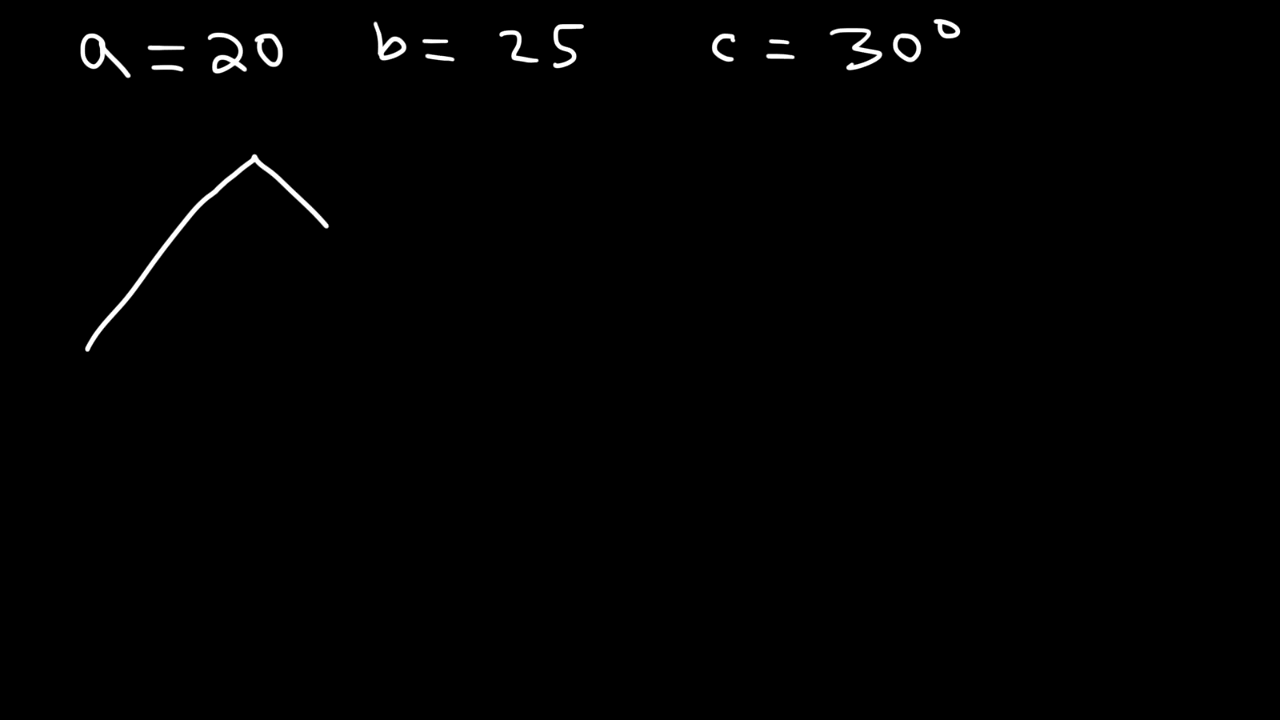 a = 20 b = 25 c = 30°